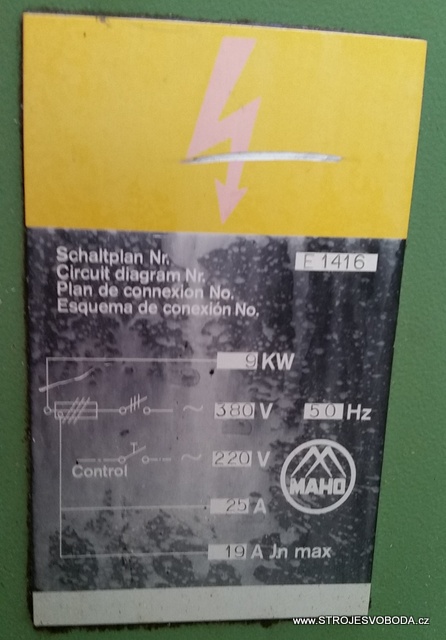 Schaltplan Nr.
Circuit diagram Nr. E 1416
Plan de connexion No.
Esquema de conexión No.
9 KW
~ 380 V 50 Hz
~ 220 V
Control
MAHO
25 A
19 A Jn max
www.STROJESVOBODA.cz